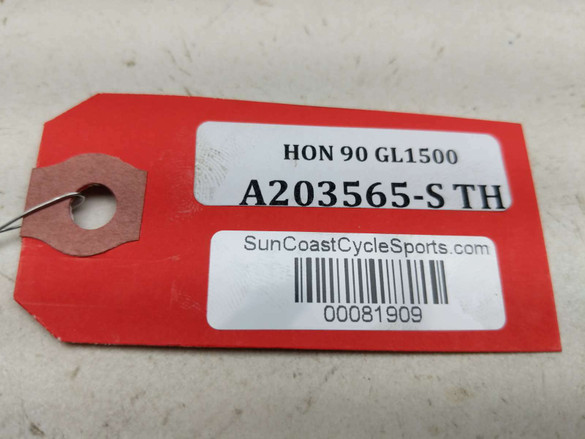 HON 90 GL1500
A203565-S TH
SunCoastCycleSports.com
00081909